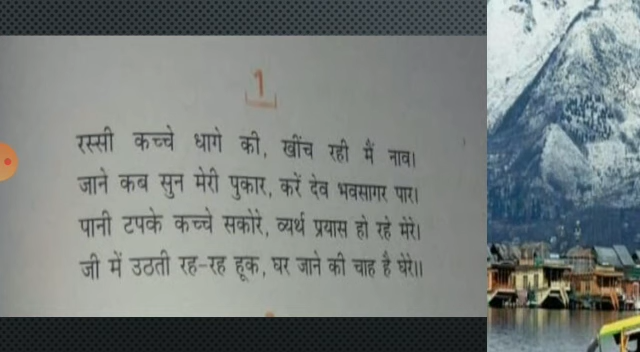 1
रस्सी कच्चे धागे की, खींच रही मैं नाव।
जाने कब सुन मेरी पुकार, करें देव भवसागर पार।
पानी टपके कच्चे सकोरे, व्यर्थ प्रयास हो रहे मेरे।
जी में उठती रह-रह हूक, घर जाने की चाह है घेरे॥